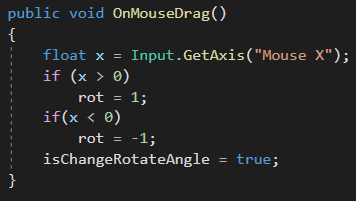 public void OnMouseDrag()
{
    float x = Input.GetAxis("Mouse X");
    if (x > 0)
        rot = 1;
    if(x < 0)
        rot = -1;
    isChangeRotateAngle = true;
}